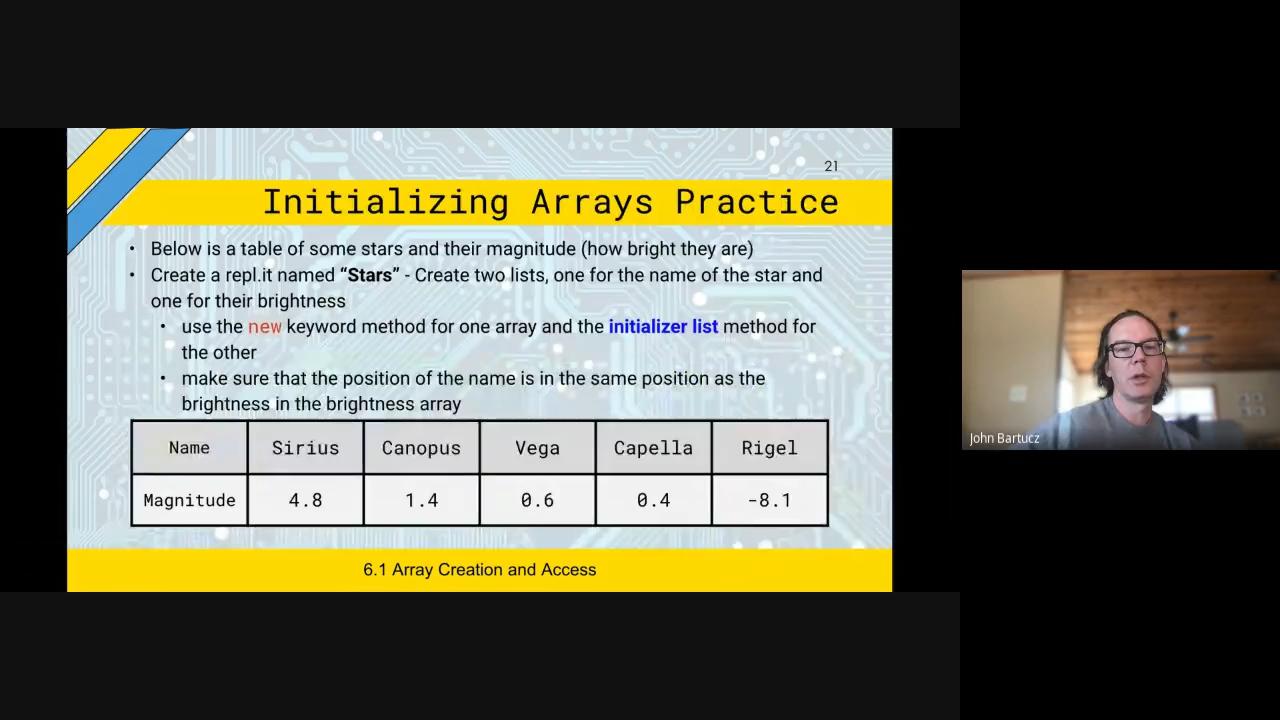 21
Initializing Arrays Practice
• Below is a table of some stars and their magnitude (how bright they are)
• Create a repl.it named “Stars” - Create two lists, one for the name of the star and
one for their brightness
• use the new keyword method for one array and the initializer list method for
the other
• make sure that the position of the name is in the same position as the
brightness in the brightness array
Name Sirius Canopus Vega Capella Rigel
Magnitude 4.8 1.4 0.6 0.4 -8.1
6.1 Array Creation and Access
John Bartucz